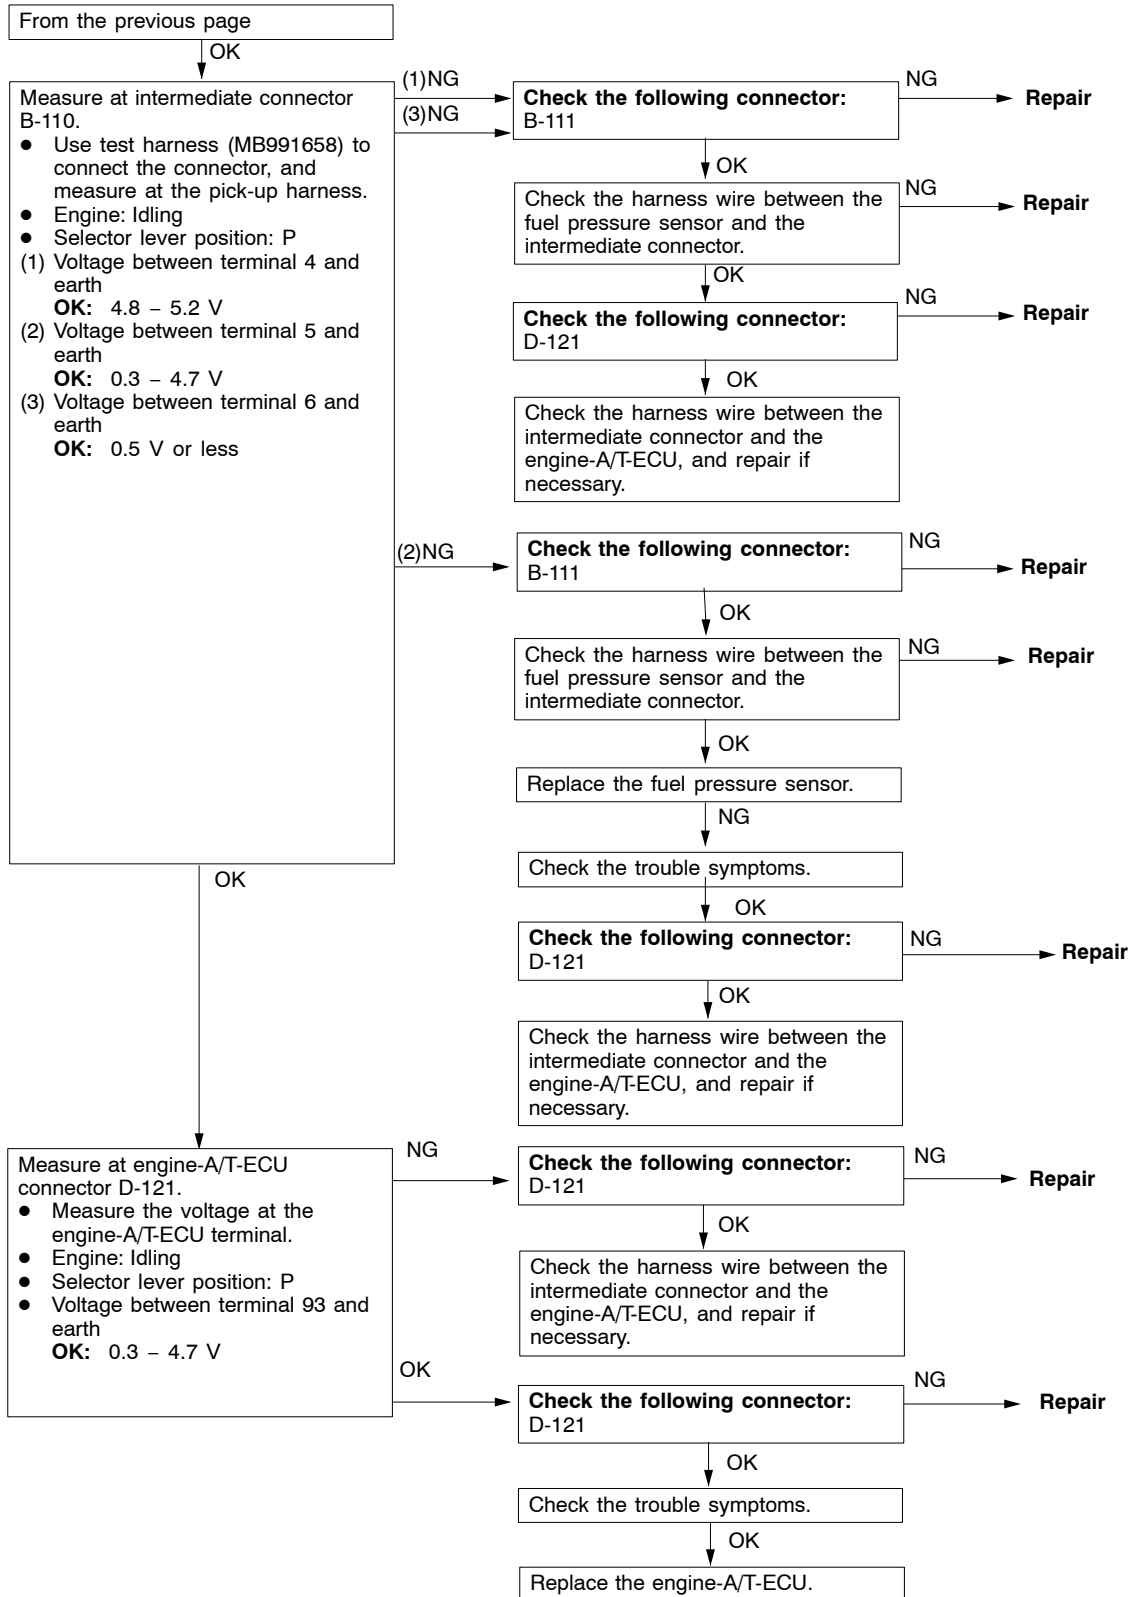 From the previous page
OK
Measure at intermediate connector
B-110.
● Use test harness (MB991658) to
connect the connector, and
measure at the pick-up harness.
● Engine: Idling
● Selector lever position: P
(1) Voltage between terminal 4 and
earth
OK: 4.8 – 5.2 V
(2) Voltage between terminal 5 and
earth
OK: 0.3 – 4.7 V
(3) Voltage between terminal 6 and
earth
OK: 0.5 V or less
(1)NG
(3)NG
Check the following connector:
B-111
NG
Repair
OK
Check the harness wire between the
fuel pressure sensor and the
intermediate connector.
NG
Repair
OK
Check the following connector:
D-121
NG
Repair
OK
Check the harness wire between the
intermediate connector and the
engine-A/T-ECU, and repair if
necessary.
(2)NG
Check the following connector:
B-111
NG
Repair
OK
Check the harness wire between the
fuel pressure sensor and the
intermediate connector.
NG
Repair
OK
Replace the fuel pressure sensor.
NG
Check the trouble symptoms.
OK
Check the following connector:
D-121
NG
Repair
OK
Check the harness wire between the
intermediate connector and the
engine-A/T-ECU, and repair if
necessary.
OK
Measure at engine-A/T-ECU
connector D-121.
● Measure the voltage at the
engine-A/T-ECU terminal.
● Engine: Idling
● Selector lever position: P
● Voltage between terminal 93 and
earth
OK: 0.3 – 4.7 V
NG
Check the following connector:
D-121
NG
Repair
OK
Check the harness wire between the
intermediate connector and the
engine-A/T-ECU, and repair if
necessary.
OK
Check the following connector:
D-121
NG
Repair
OK
Check the trouble symptoms.
OK
Replace the engine-A/T-ECU.